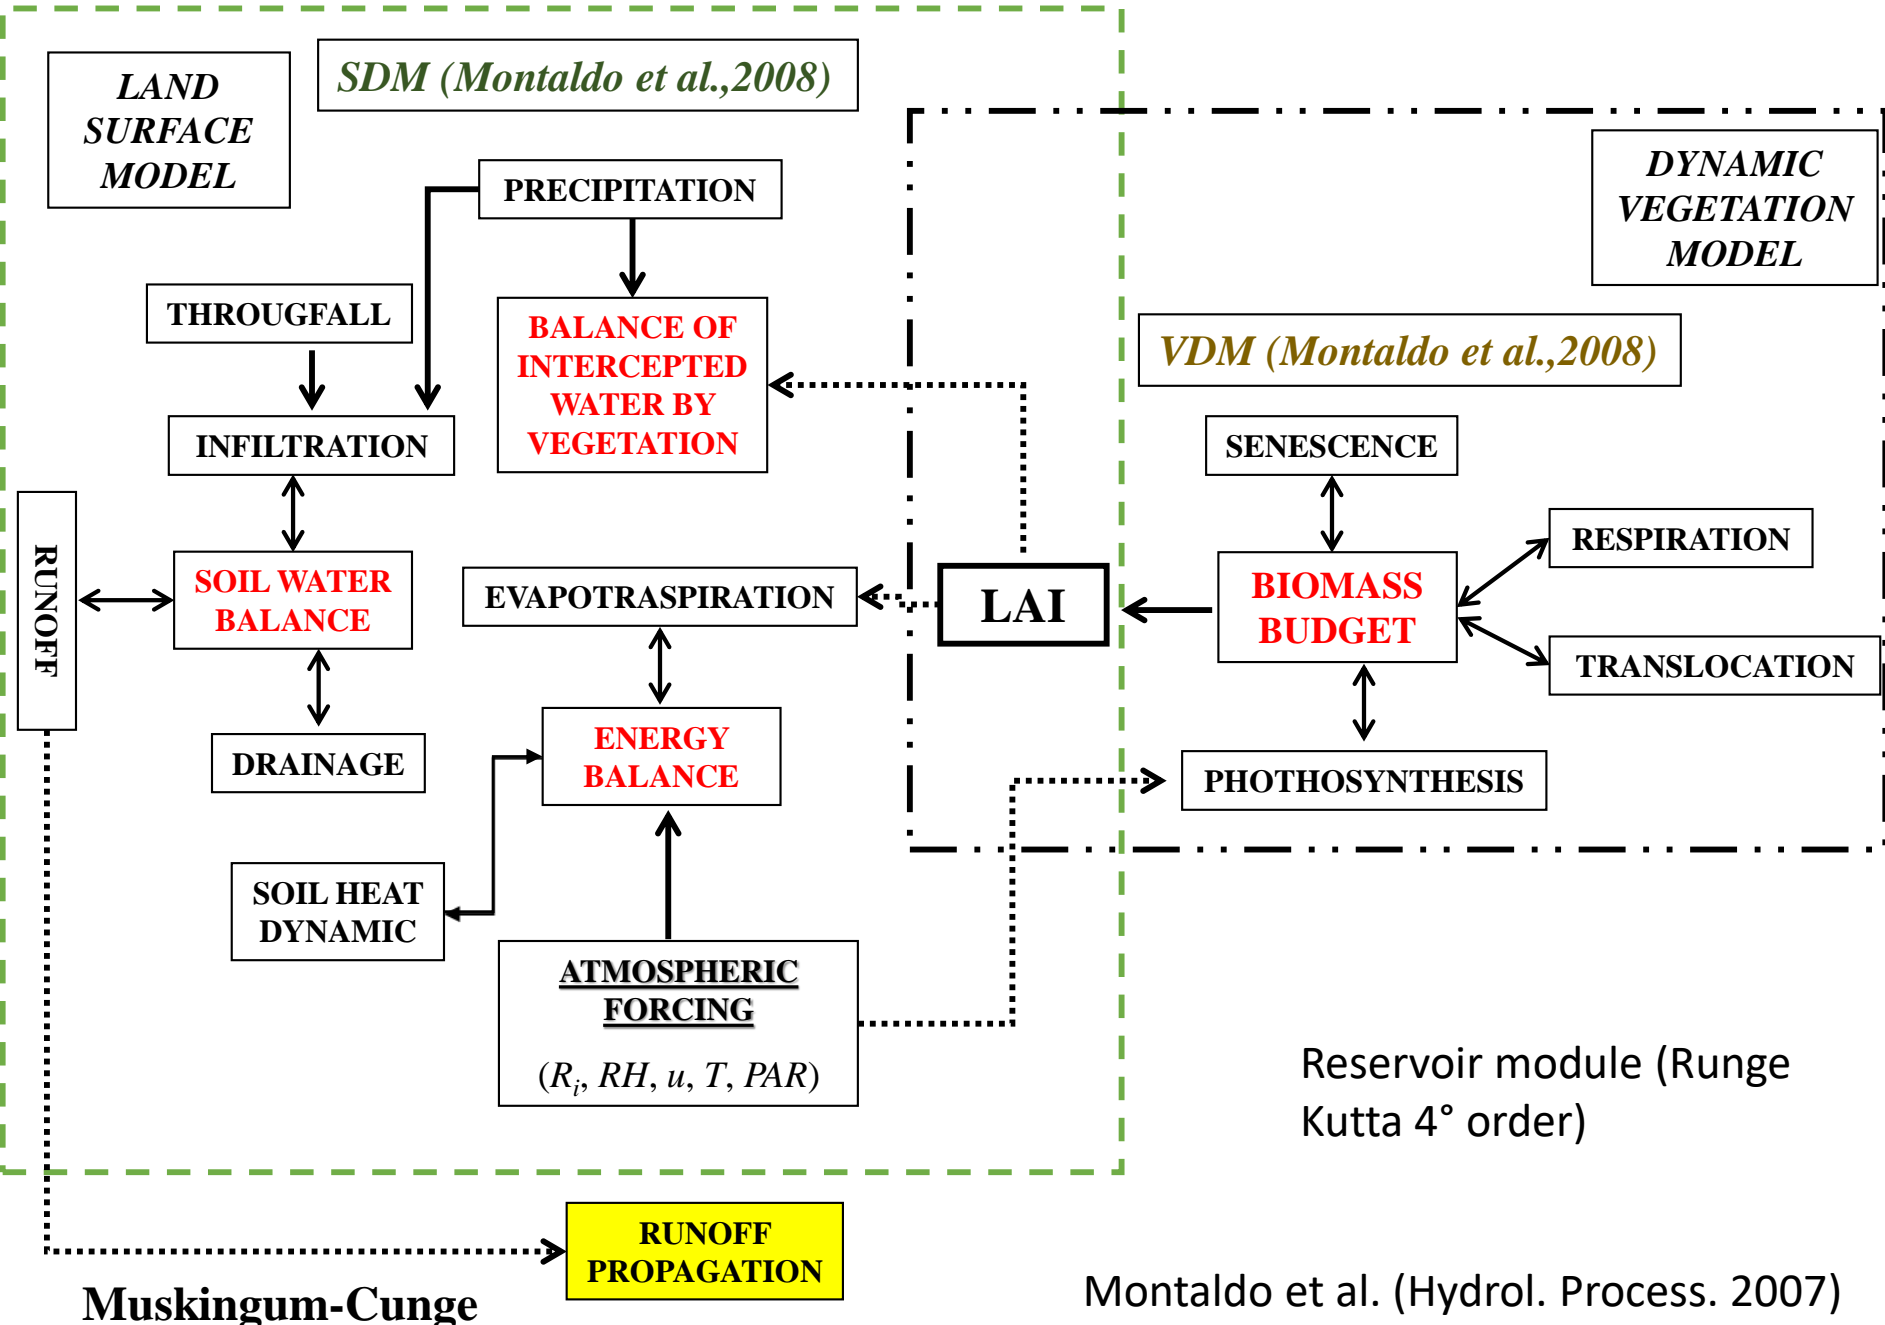 LAND
SURFACE
MODEL
SDM (Montaldo et al.,2008)
DYNAMIC
VEGETATION
MODEL
PRECIPITATION
THROUGFALL
BALANCE OF
INTERCEPTED
WATER BY
VEGETATION
VDM (Montaldo et al.,2008)
INFILTRATION
SENESCENCE
RUNOFF
SOIL WATER
BALANCE
EVAPOTRASPIRATION
LAI
BIOMASS
BUDGET
RESPIRATION
TRANSLOCATION
DRAINAGE
ENERGY
BALANCE
PHOTHOSYNTHESIS
SOIL HEAT
DYNAMIC
ATMOSPHERIC
FORCING
(Ri, RH, u, T, PAR)
Reservoir module (Runge
Kutta 4° order)
RUNOFF
PROPAGATION
Muskingum-Cunge
Montaldo et al. (Hydrol. Process. 2007)